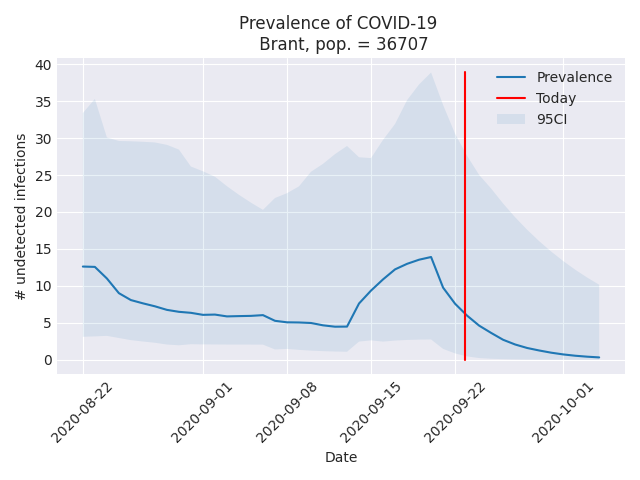 Prevalence of COVID-19
Brant, pop. = 36707
40
35
30
25
20
15
10
5
0
# undetected infections
Prevalence
Today
95CI
2020-08-22
2020-09-01
2020-09-08
2020-09-15
2020-09-22
2020-10-01
Date